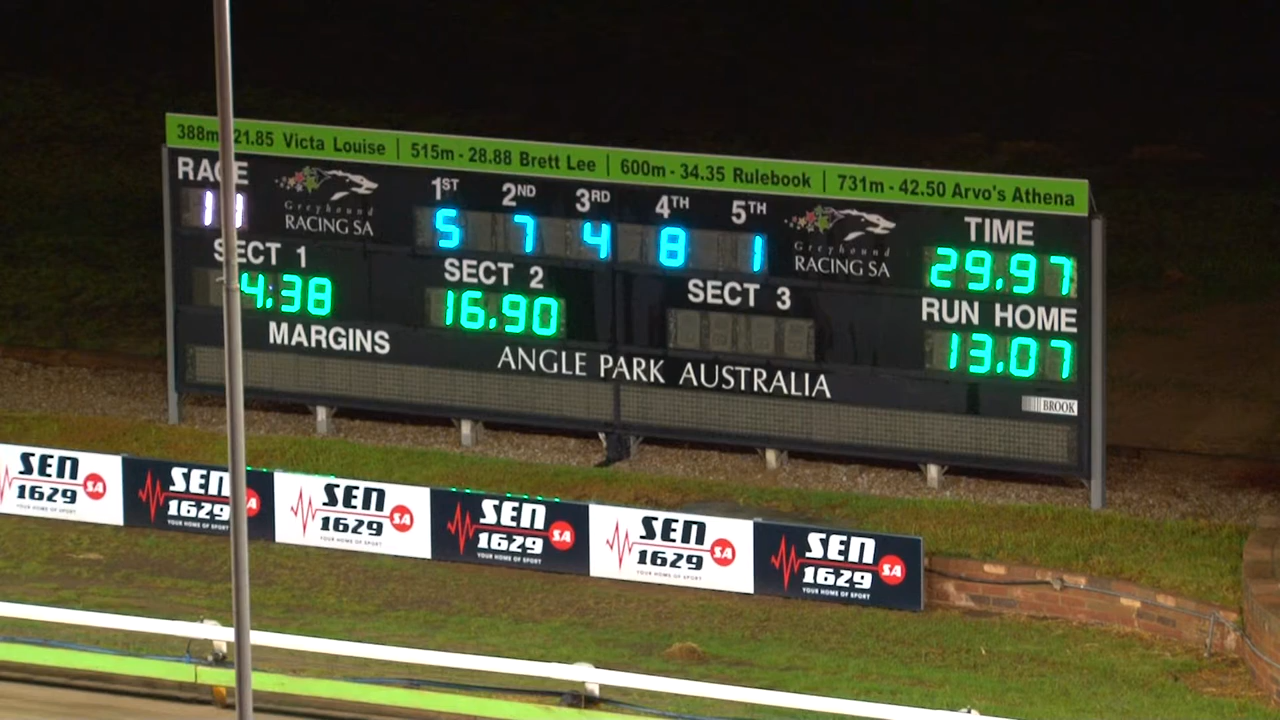 388m 21.85 Victa Louise | 515m - 28.88 Brett Lee | 600m - 34.35 Rulebook | 731m - 42.50 Arvo's Athena
RACE
11
Greyhound
RACING SA
1ST 2ND 3RD 4TH 5TH
5 7 4 8 1
Greyhound
RACING SA
TIME
29.97
SECT 1
4.38
SECT 2
16.90
SECT 3
RUN HOME
13.07
MARGINS
ANGLE PARK AUSTRALIA
BROOK
SEN
1629
SA
YOUR HOME OF SPORT
SEN
1629
YOUR HOME OF SPORT
SEN
1629
SA
YOUR HOME OF SPORT
SEN
1629
SA
YOUR HOME OF SPORT
SEN
1629
SA
YOUR HOME OF SPORT
SEN
1629
SA
YOUR HOME OF SPORT